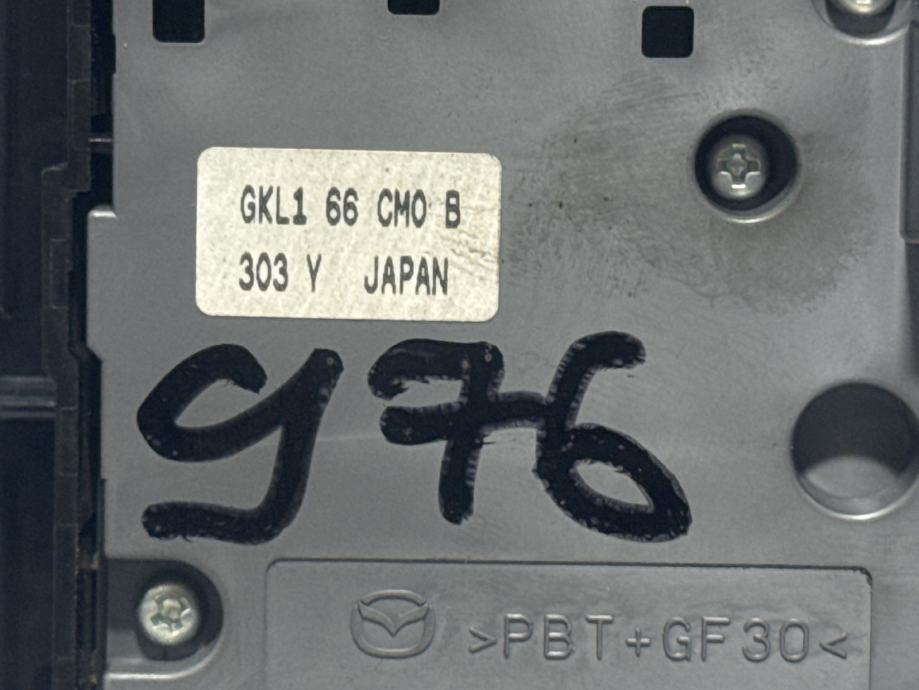 GKL1 66 CM0 B
303 Y JAPAN
976
>PBT+GF30<